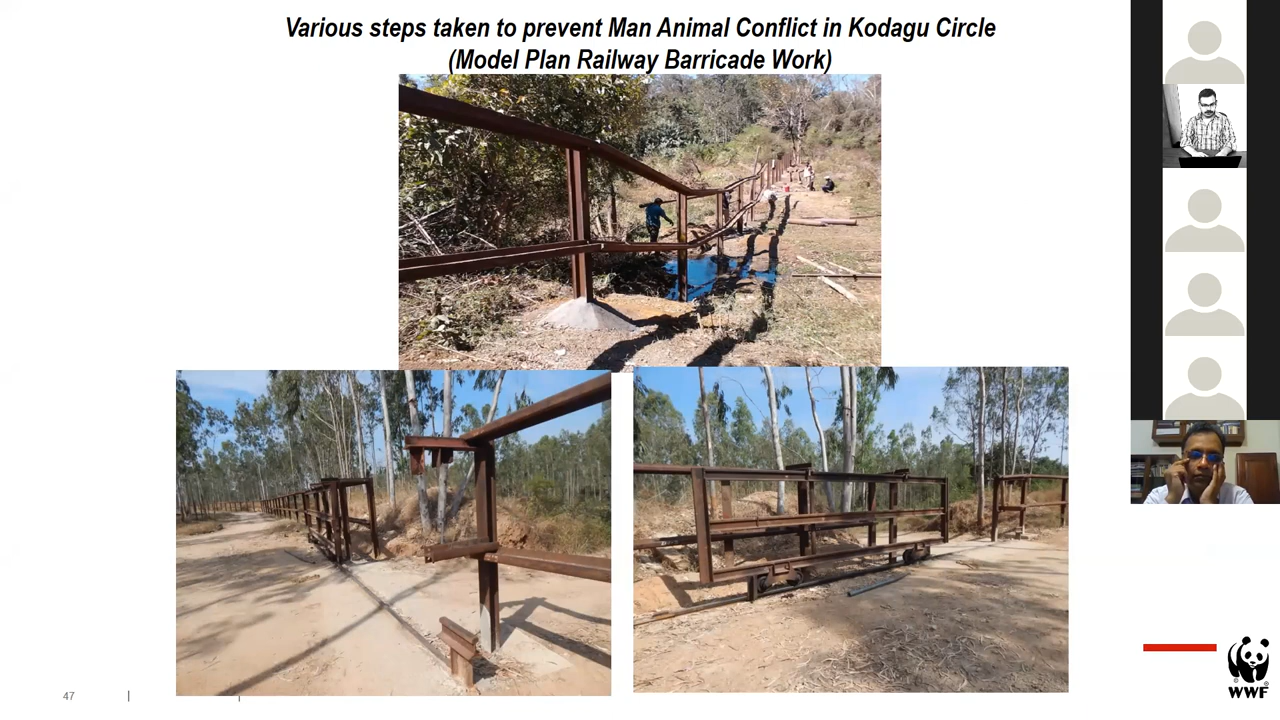 Various steps taken to prevent Man Animal Conflict in Kodagu Circle
(Model Plan Railway Barricade Work)
47
WWF